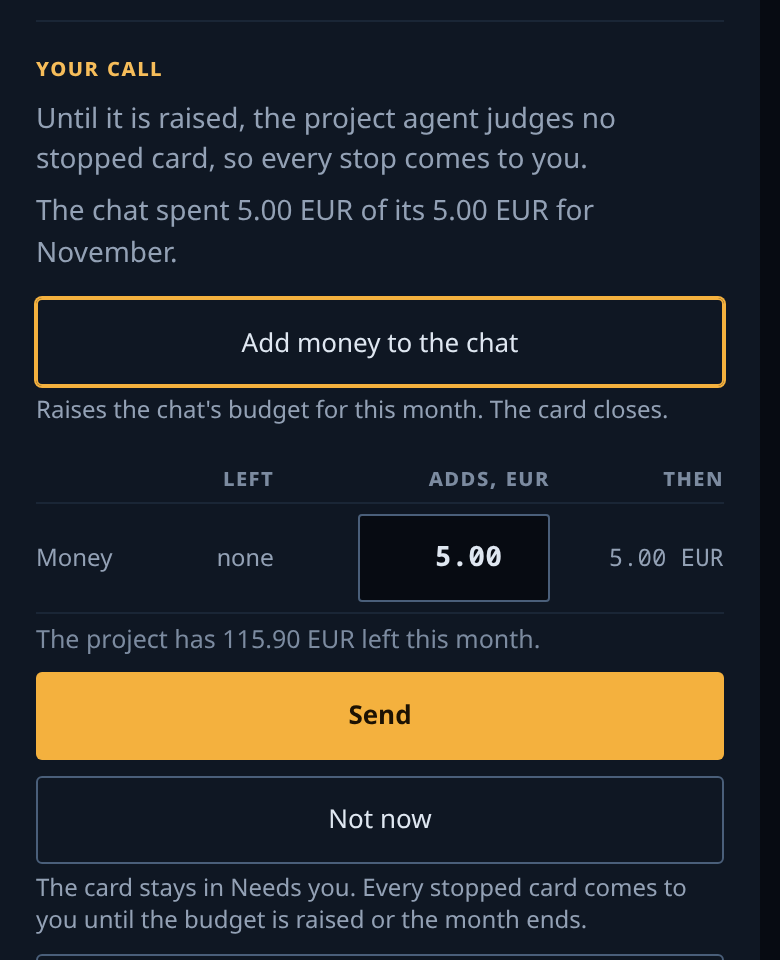 YOUR CALL
Until it is raised, the project agent judges no
stopped card, so every stop comes to you.
The chat spent 5.00 EUR of its 5.00 EUR for
November.
Add money to the chat
Raises the chat's budget for this month. The card closes.
LEFT ADDS, EUR THEN
Money none 5.00 5.00 EUR
The project has 115.90 EUR left this month.
Send
Not now
The card stays in Needs you. Every stopped card comes to
you until the budget is raised or the month ends.